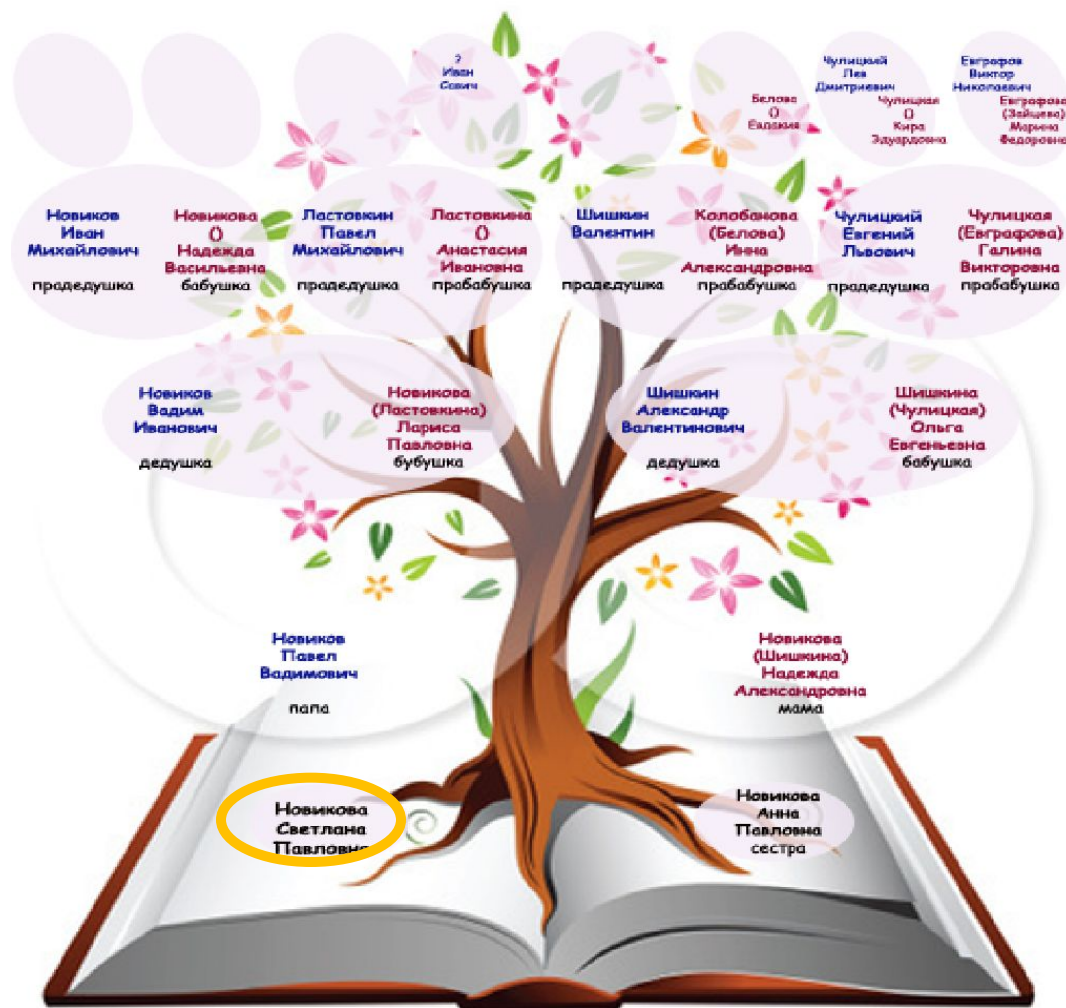 ?
Иван
Савич
Белова
()
Евдакия
Чулицкий
Лев
Дмитриевич
Чулицкая
()
Кира
Эдуардовна
Евграфов
Виктор
Николаевич
Евграфова
(Зайцева)
Марина
Федоровна
Новиков
Иван
Михайлович
прадедушка
Новикова
()
Надежда
Васильевна
бабушка
Ластовкин
Павел
Михайлович
прадедушка
Ластовкина
()
Анастасия
Ивановна
прабабушка
Шишкин
Валентин
прадедушка
Колобанова
(Белова)
Инна
Александровна
прабабушка
Чулицкий
Евгений
Львович
прадедушка
Чулицкая
(Евграфова)
Галина
Викторовна
прабабушка
Новиков
Вадим
Иванович
дедушка
Новикова
(Ластовкина)
Лариса
Павловна
бубушка
Шишкин
Александр
Валентинович
дедушка
Шишкина
(Чулицкая)
Ольга
Евгеньевна
бабушка
Новиков
Павел
Вадимович
папа
Новикова
(Шишкина)
Надежда
Александровна
мама
Новикова
Светлана
Павловна
Новикова
Анна
Павловна
сестра